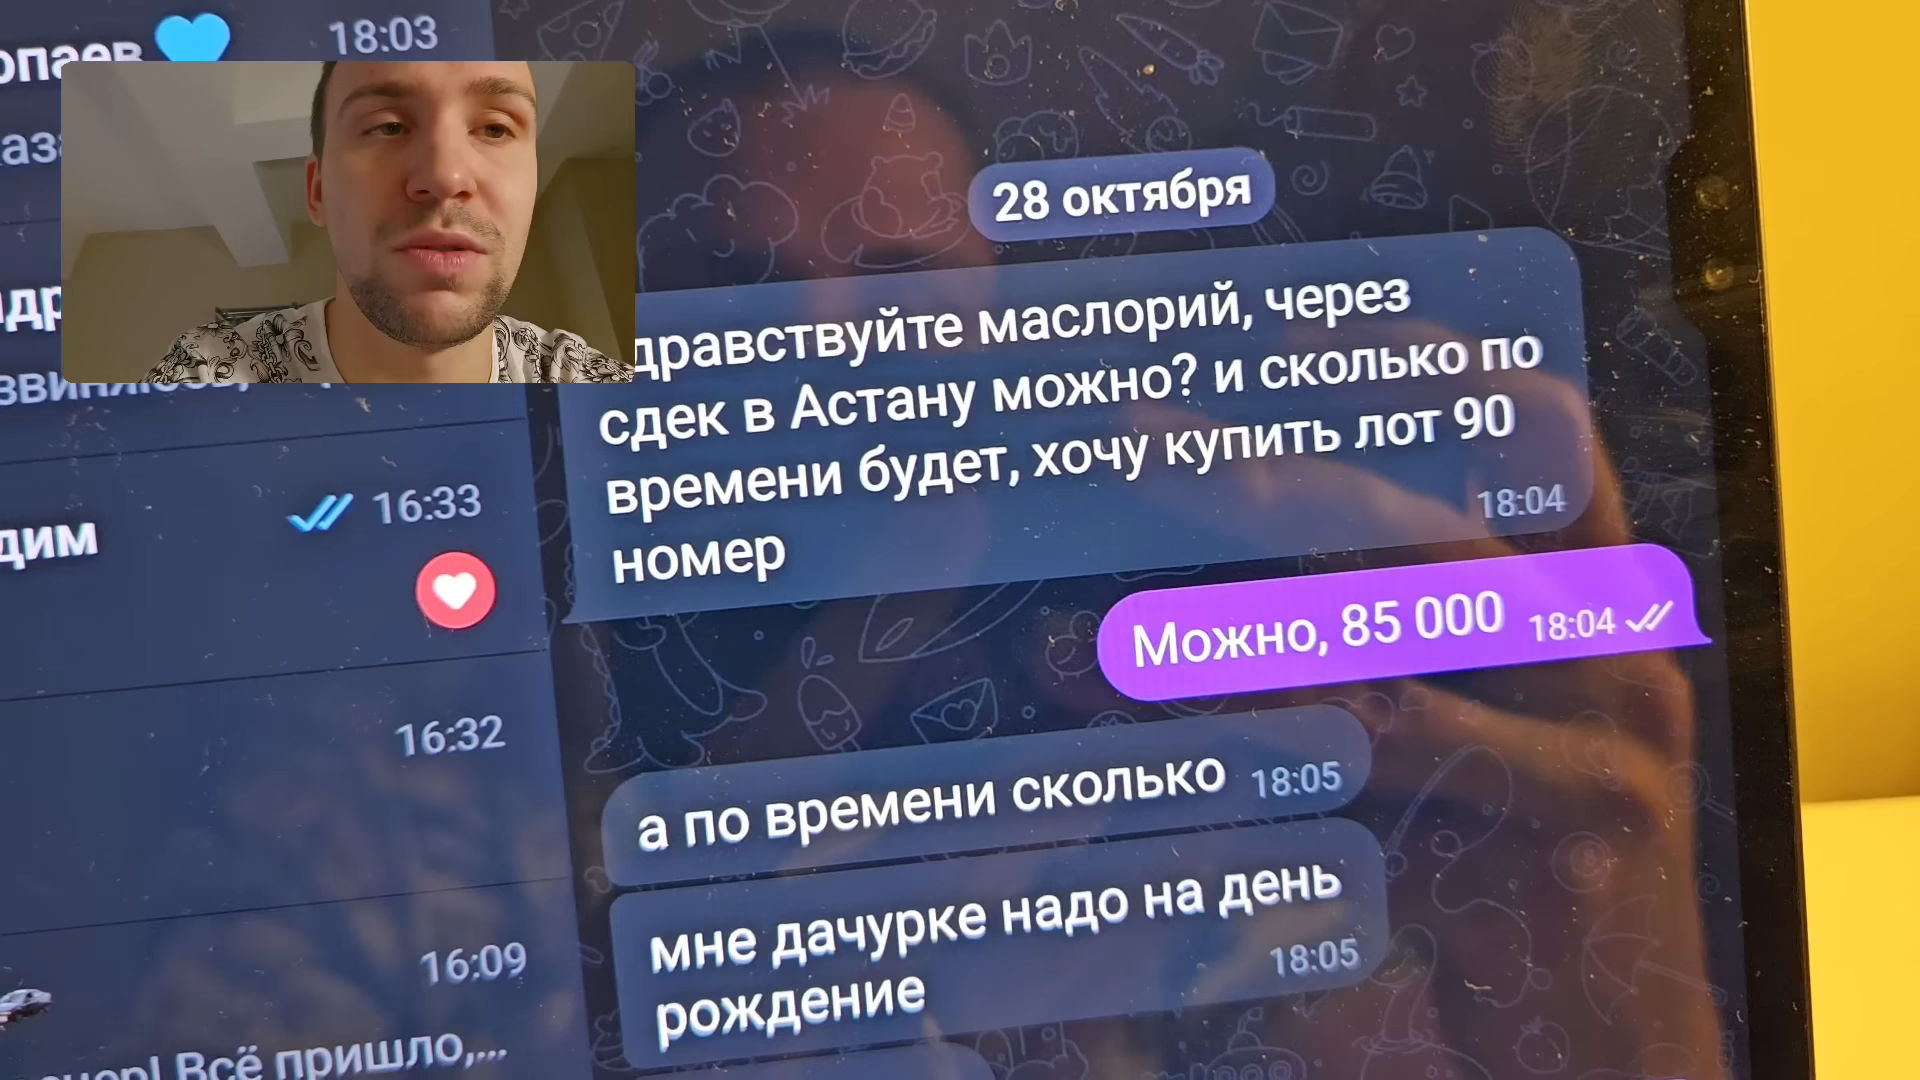 18:03
16:33
16:32
16:09
Всё пришло,...
28 октября
дравствуйте маслорий, через
сдек в Астану можно? и сколько по
времени будет, хочу купить лот 90
номер
18:04
Можно, 85 000 18:04
а по времени сколько 18:05
мне дачурке надо на день
рождение
18:05